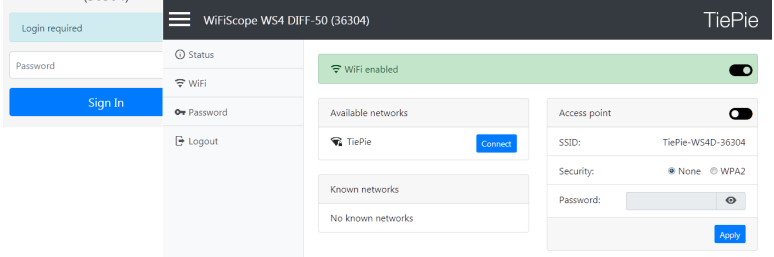 Login required
Password
Sign In
WiFiScope WS4 DIFF-50 (36304)
TiePie
Status
WiFi
Password
Logout
WiFi enabled
Available networks
TiePie
Connect
Known networks
No known networks
Access point
SSID: TiePie-WS4D-36304
Security: None WPA2
Password:
Apply